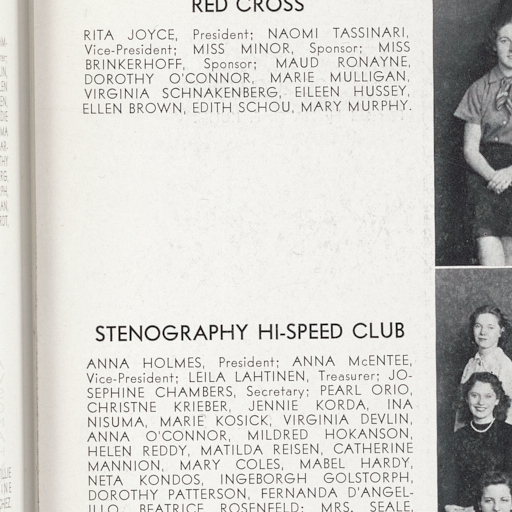 RED CROSS
RITA JOYCE, President; NAOMI TASSINARI,
Vice-President; MISS MINOR, Sponsor; MISS
BRINKERHOFF, Sponsor; MAUD RONAYNE,
DOROTHY O'CONNOR, MARIE MULLIGAN,
VIRGINIA SCHNAKENBERG, EILEEN HUSSEY,
ELLEN BROWN, EDITH SCHOU, MARY MURPHY.
STENOGRAPHY HI-SPEED CLUB
ANNA HOLMES, President; ANNA McENTEE,
Vice-President; LEILA LAHTINEN, Treasurer; JO-
SEPHINE CHAMBERS, Secretary; PEARL ORIO,
CHRISTNE KRIEBER, JENNIE KORDA, INA
NISUMA, MARIE KOSICK, VIRGINIA DEVLIN,
ANNA O'CONNOR, MILDRED HOKANSON,
HELEN REDDY, MATILDA REISEN, CATHERINE
MANNION, MARY COLES, MABEL HARDY,
NETA KONDOS, INGEBORGH GOLSTORPH,
DOROTHY PATTERSON, FERNANDA D'ANGEL-
ILLO, BEATRICE ROSENFELD; MRS. SEALE,